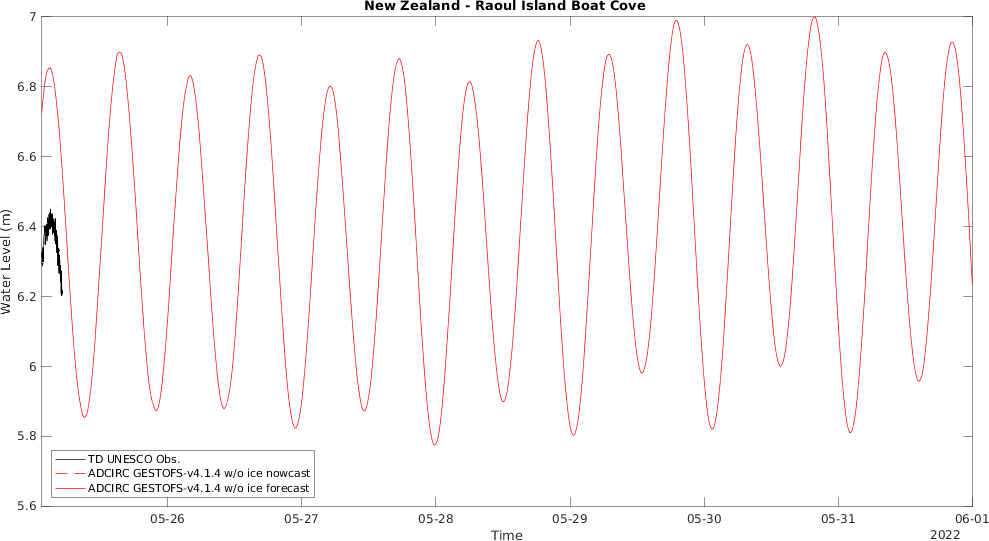 New Zealand - Raoul Island Boat Cove
7
6.8
6.6
6.4
6.2
6
5.8
5.6
Water Level (m)
TD UNESCO Obs.
ADCIRC GESTOFS-v4.1.4 w/o ice nowcast
ADCIRC GESTOFS-v4.1.4 w/o ice forecast
05-26
05-27
05-28
05-29
05-30
05-31
06-01
Time
2022